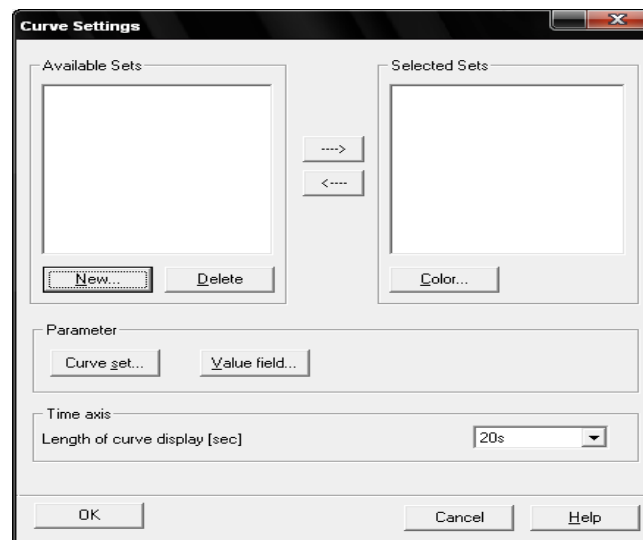 Curve Settings
Available Sets
Selected Sets
---->
<----
New...
Delete
Color...
Parameter
Curve set...
Value field...
Time axis
Length of curve display [sec]
20s
OK
Cancel
Help